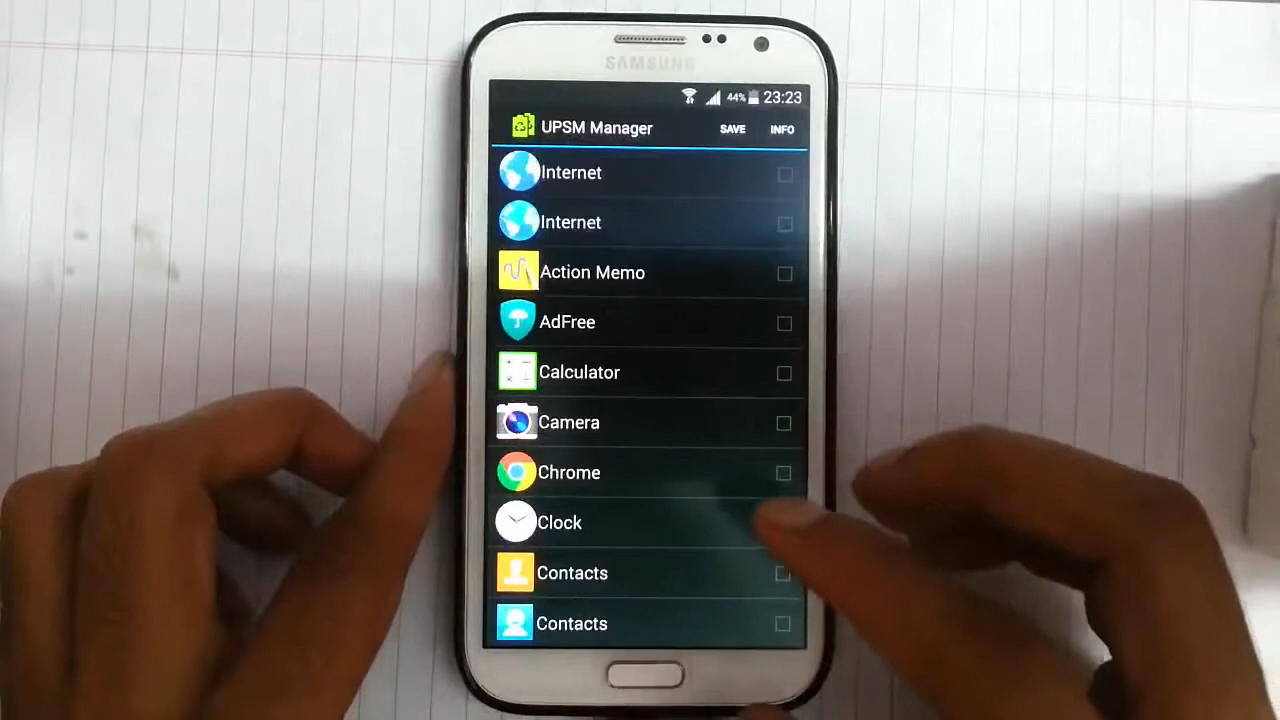 SAMSUNG
44% 23:23
UPSM Manager SAVE INFO
Internet
Internet
Action Memo
AdFree
Calculator
Camera
Chrome
Clock
Contacts
Contacts